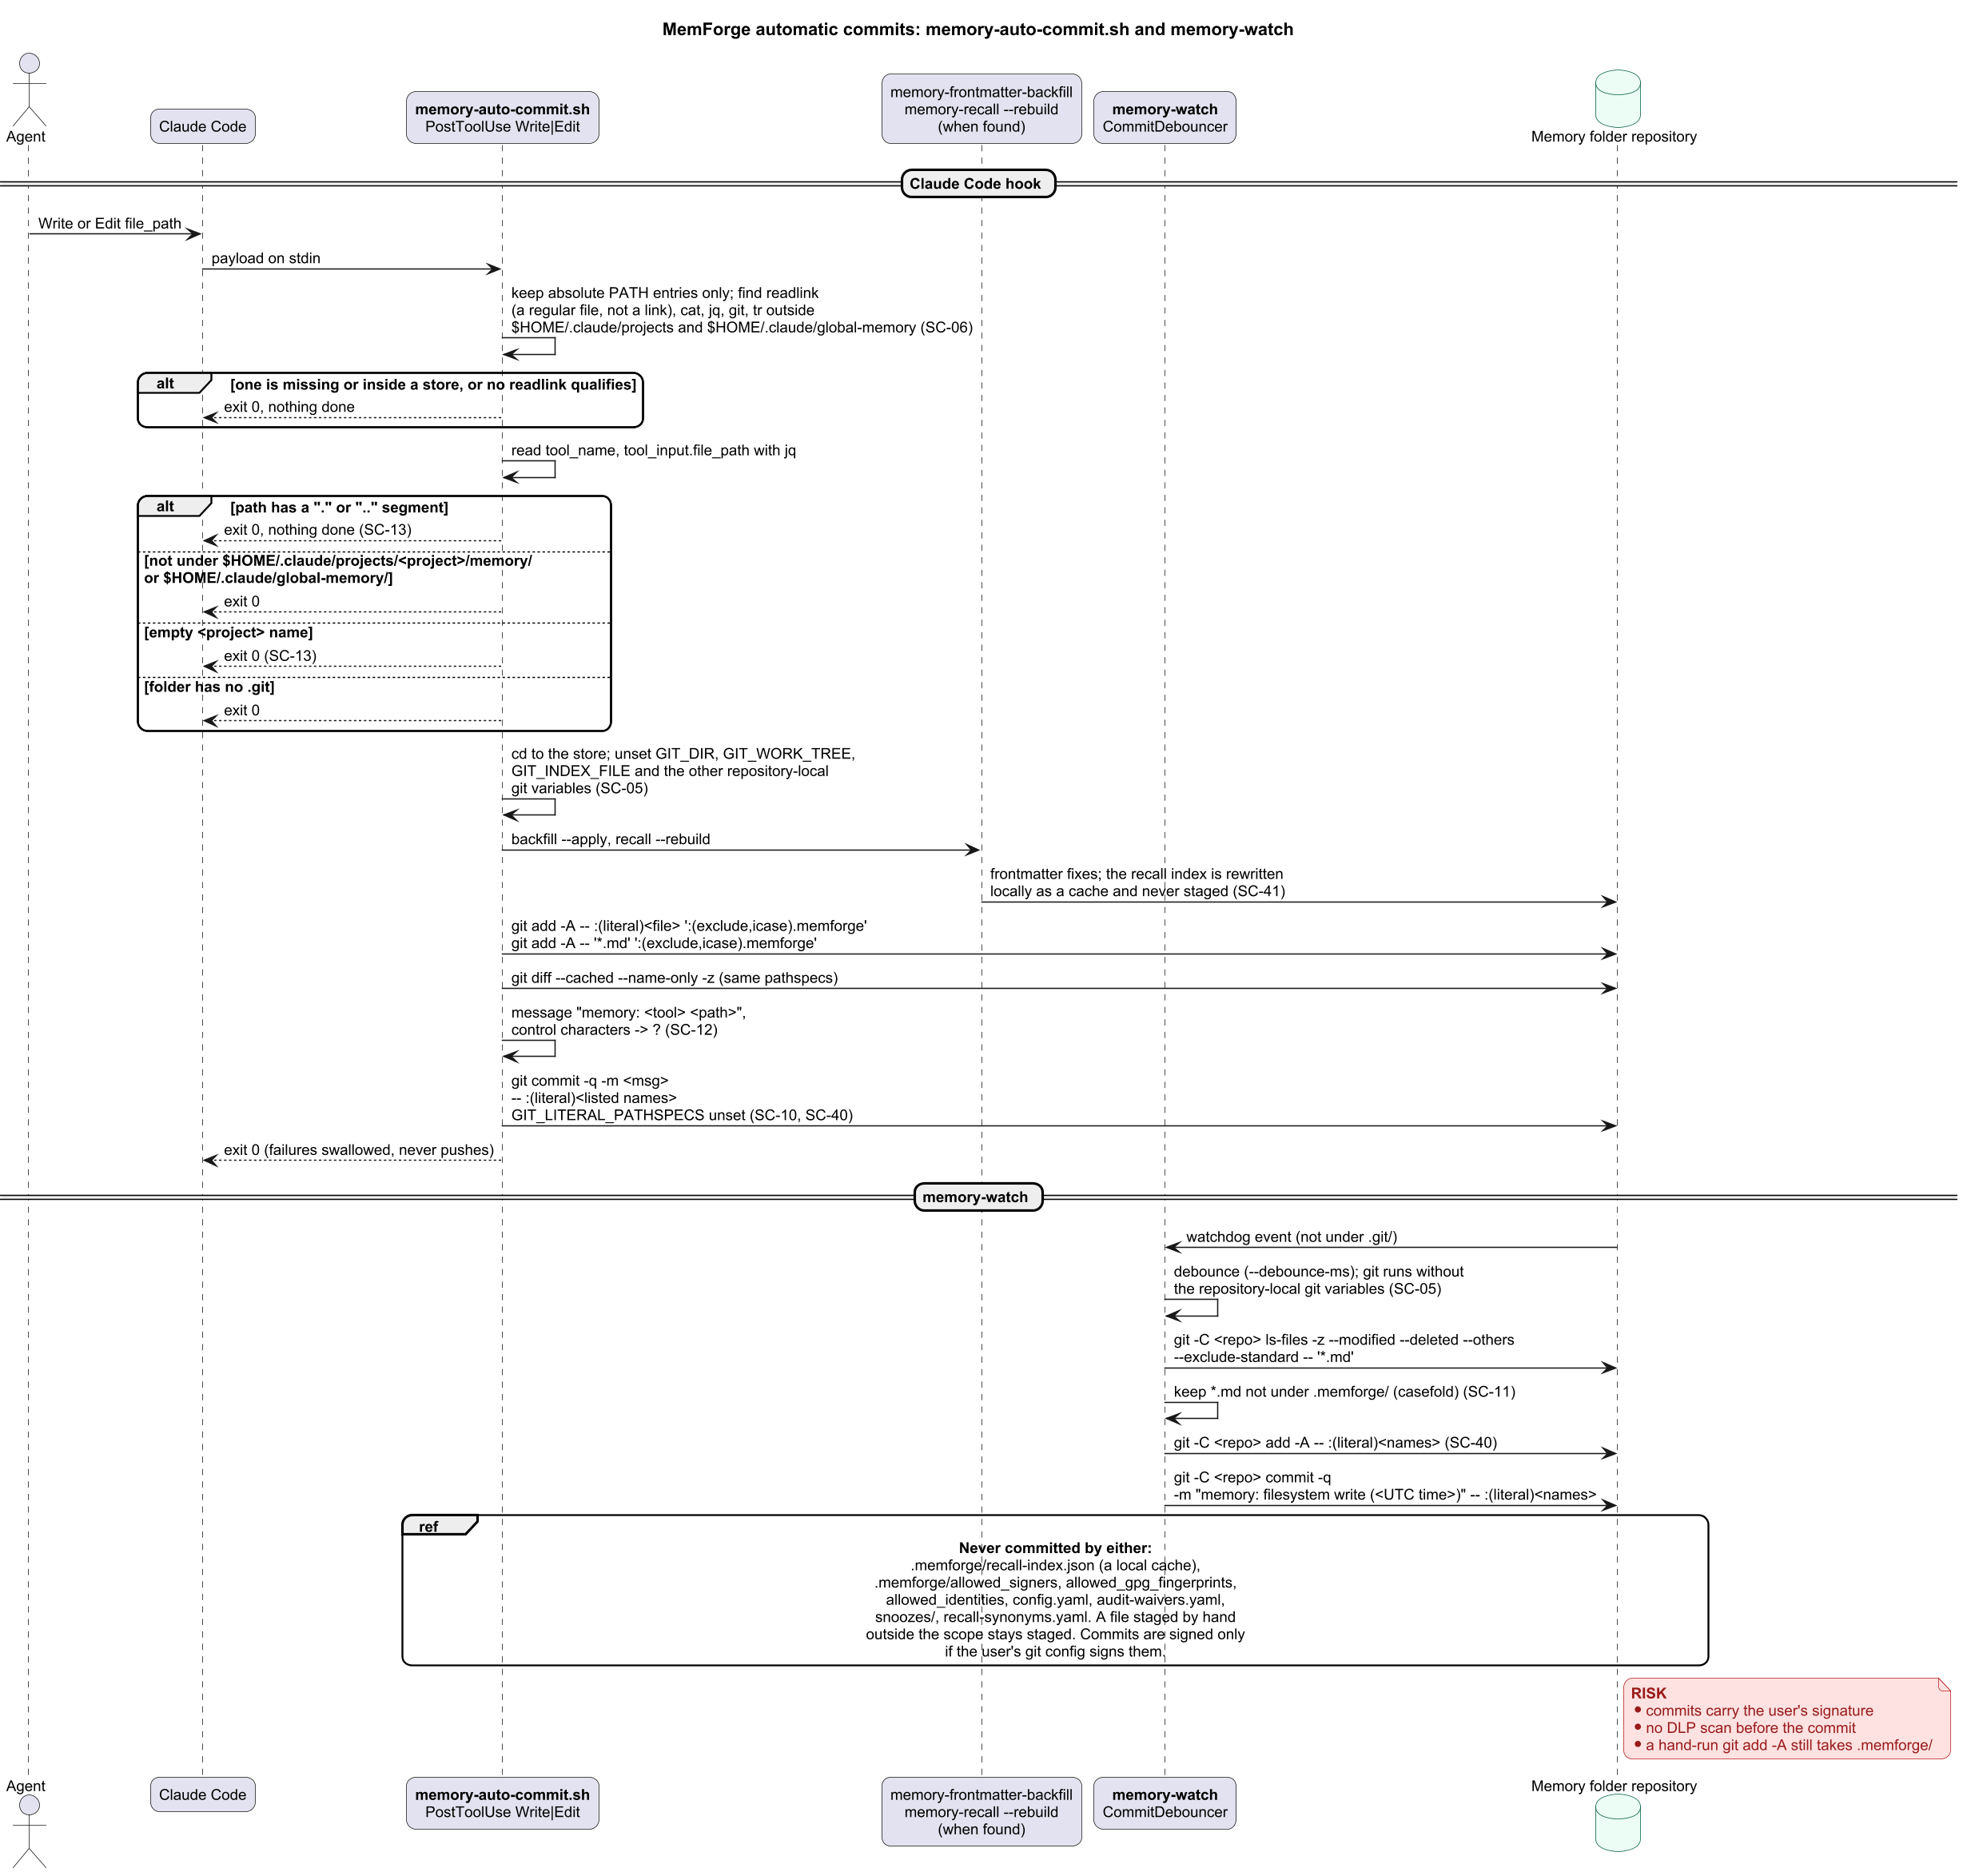 MemForge automatic commits: memory-auto-commit.sh and memory-watch
Agent
Claude Code
memory-auto-commit.sh
PostToolUse Write|Edit
memory-frontmatter-backfill
memory-recall --rebuild
(when found)
memory-watch
CommitDebouncer
Memory folder repository
Claude Code hook
Write or Edit file_path
payload on stdin
keep absolute PATH entries only; find readlink
(a regular file, not a link), cat, jq, git, tr outside
$HOME/.claude/projects and $HOME/.claude/global-memory (SC-06)
alt
[one is missing or inside a store, or no readlink qualifies]
exit 0, nothing done
read tool_name, tool_input.file_path with jq
alt
[path has a "." or ".." segment]
exit 0, nothing done (SC-13)
[not under $HOME/.claude/projects/<project>/memory/
or $HOME/.claude/global-memory/]
exit 0
[empty <project> name]
exit 0 (SC-13)
[folder has no .git]
exit 0
cd to the store; unset GIT_DIR, GIT_WORK_TREE,
GIT_INDEX_FILE and the other repository-local
git variables (SC-05)
backfill --apply, recall --rebuild
frontmatter fixes; the recall index is rewritten
locally as a cache and never staged (SC-41)
git add -A -- :(literal)<file> ':(exclude,icase).memforge'
git add -A -- '*.md' ':(exclude,icase).memforge'
git diff --cached --name-only -z (same pathspecs)
message "memory: <tool> <path>",
control characters -> ? (SC-12)
git commit -q -m <msg>
-- :(literal)<listed names>
GIT_LITERAL_PATHSPECS unset (SC-10, SC-40)
exit 0 (failures swallowed, never pushes)
memory-watch
watchdog event (not under .git/)
debounce (--debounce-ms); git runs without
the repository-local git variables (SC-05)
git -C <repo> ls-files -z --modified --deleted --others
--exclude-standard -- '*.md'
keep *.md not under .memforge/ (casefold) (SC-11)
git -C <repo> add -A -- :(literal)<names> (SC-40)
git -C <repo> commit -q
-m "memory: filesystem write (<UTC time>)" -- :(literal)<names>
ref
Never committed by either:
.memforge/recall-index.json (a local cache),
.memforge/allowed_signers, allowed_gpg_fingerprints,
allowed_identities, config.yaml, audit-waivers.yaml,
snoozes/, recall-synonyms.yaml. A file staged by hand
outside the scope stays staged. Commits are signed only
if the user's git config signs them.
RISK
• commits carry the user's signature
• no DLP scan before the commit
• a hand-run git add -A still takes .memforge/
Agent
Claude Code
memory-auto-commit.sh
PostToolUse Write|Edit
memory-frontmatter-backfill
memory-recall --rebuild
(when found)
memory-watch
CommitDebouncer
Memory folder repository